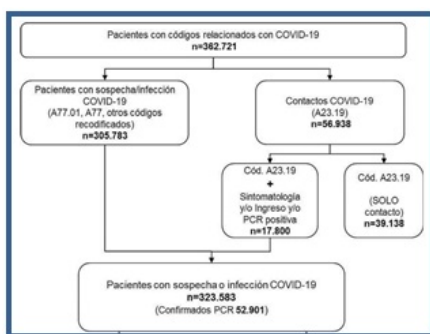 Pacientes con códigos relacionados con COVID-19
n=362.721
Pacientes con sospecha/infección
COVID-19
(A77.01, A77, otros códigos
recodificados)
n=305.783
Contactos COVID-19
(A23.19)
n=56.938
Cód. A23.19
+
Sintomatología
y/o Ingreso y/o
PCR positiva
n=17.800
Cód. A23.19
(SOLO
contacto)
n=39.138
Pacientes con sospecha o infección COVID-19
n=323.583
(Confirmados PCR 52.901)